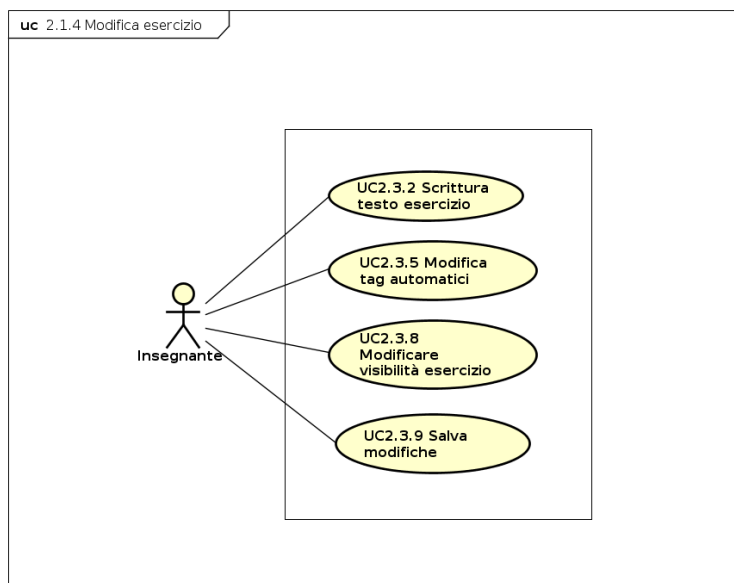 uc 2.1.4 Modifica esercizio
UC2.3.2 Scrittura
testo esercizio
UC2.3.5 Modifica
tag automatici
UC2.3.8
Modificare
visibilità esercizio
Insegnante
UC2.3.9 Salva
modifiche